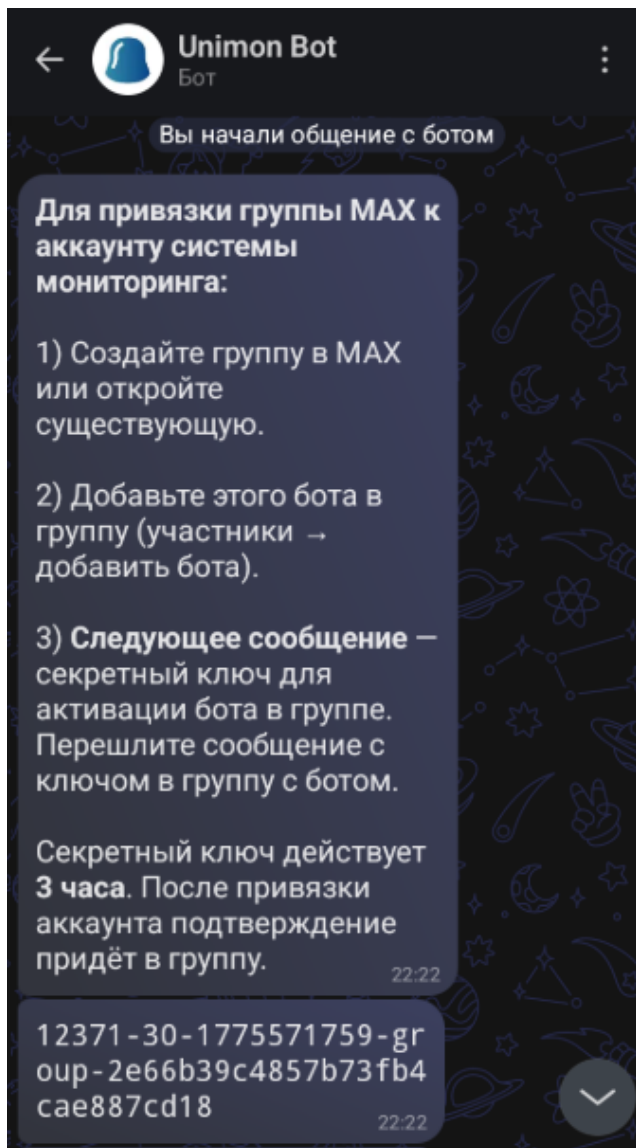 Unimon Bot
Бот
Вы начали общение с ботом
Для привязки группы MAX к
аккаунту системы
мониторинга:
1) Создайте группу в MAX
или откройте
существующую.
2) Добавьте этого бота в
группу (участники →
добавить бота).
3) Следующее сообщение —
секретный ключ для
активации бота в группе.
Перешлите сообщение с
ключом в группу с ботом.
Секретный ключ действует
3 часа. После привязки
аккаунта подтверждение
придёт в группу.
22:22
12371-30-1775571759-gr
oup-2e66b39c4857b73fb4
cae887cd18
22:22